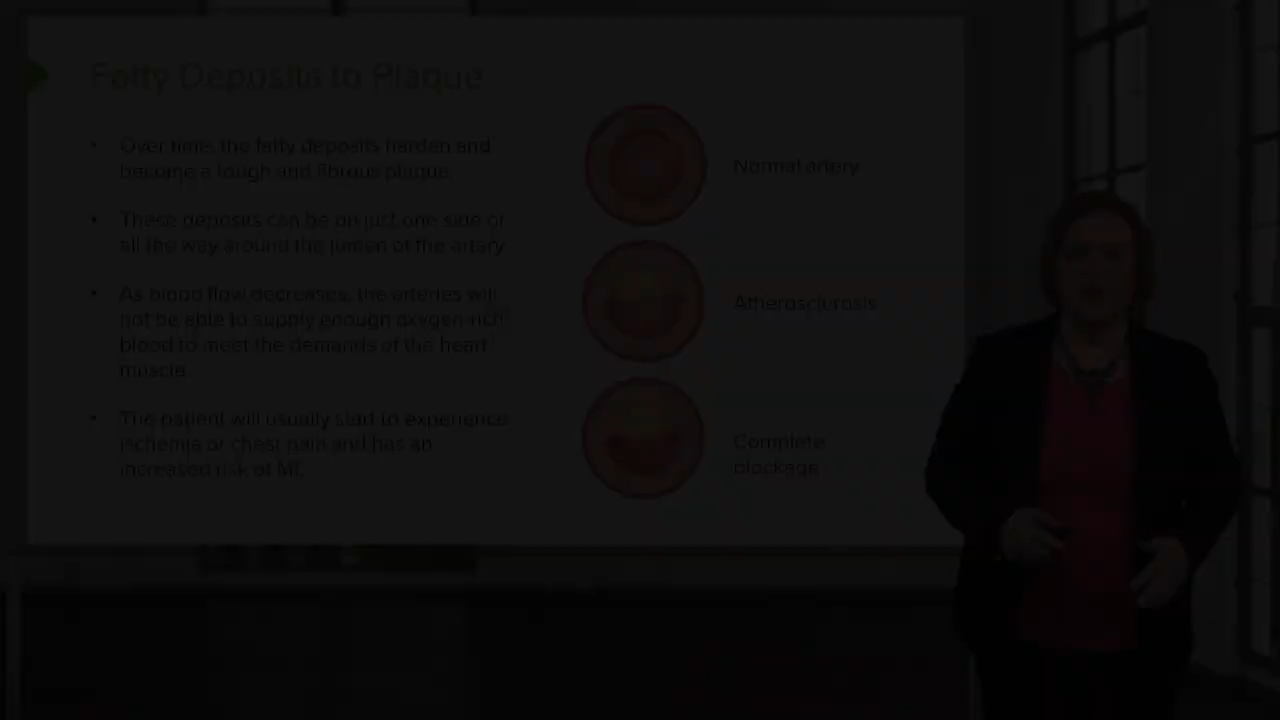 Fatty Deposits to Plaque
• Over time, the fatty deposits harden and
become a tough and fibrous plaque.
• These deposits can be on just one side or
all the way around the lumen of the artery
• As blood flow decreases, the arteries will
not be able to supply enough oxygen-rich
blood to meet the demands of the heart
muscle.
• The patient will usually start to experience
ischemia or chest pain and has an
increased risk of MI.
Normal artery
Atherosclerosis
Complete
blockage